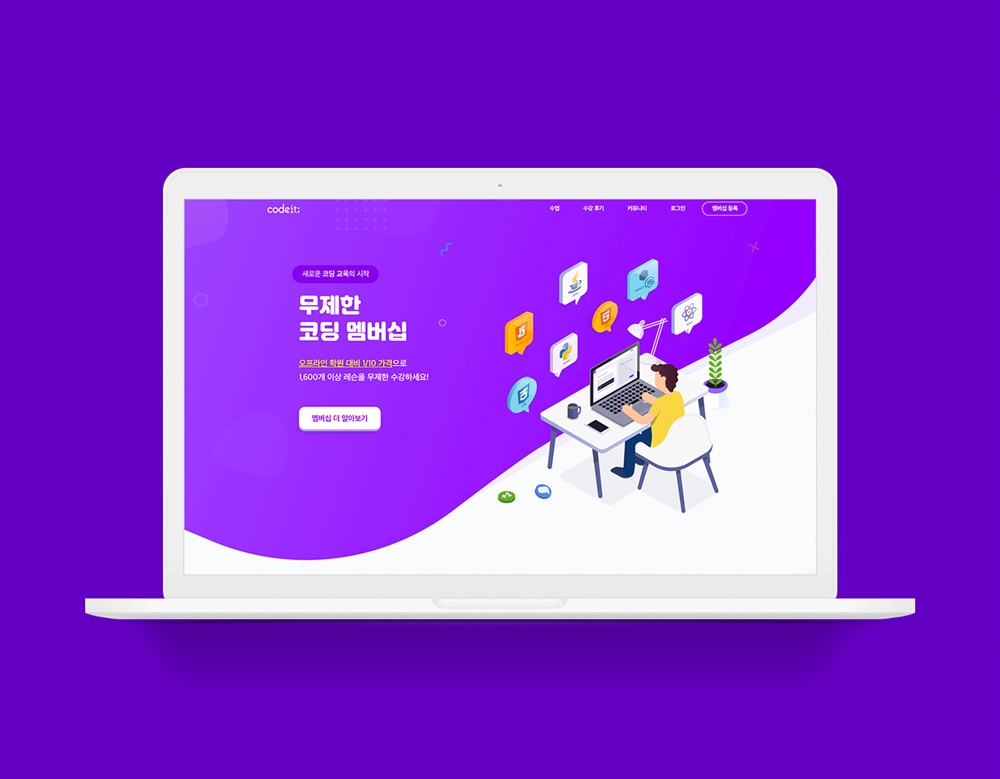 codeit;
수업
수강 후기
커뮤니티
로그인
멤버십 등록
새로운 코딩 교육의 시작
무제한
코딩 멤버십
오프라인 학원 대비 1/10 가격으로
1,600개 이상 레슨을 무제한 수강하세요!
멤버십 더 알아보기
JS
5
3